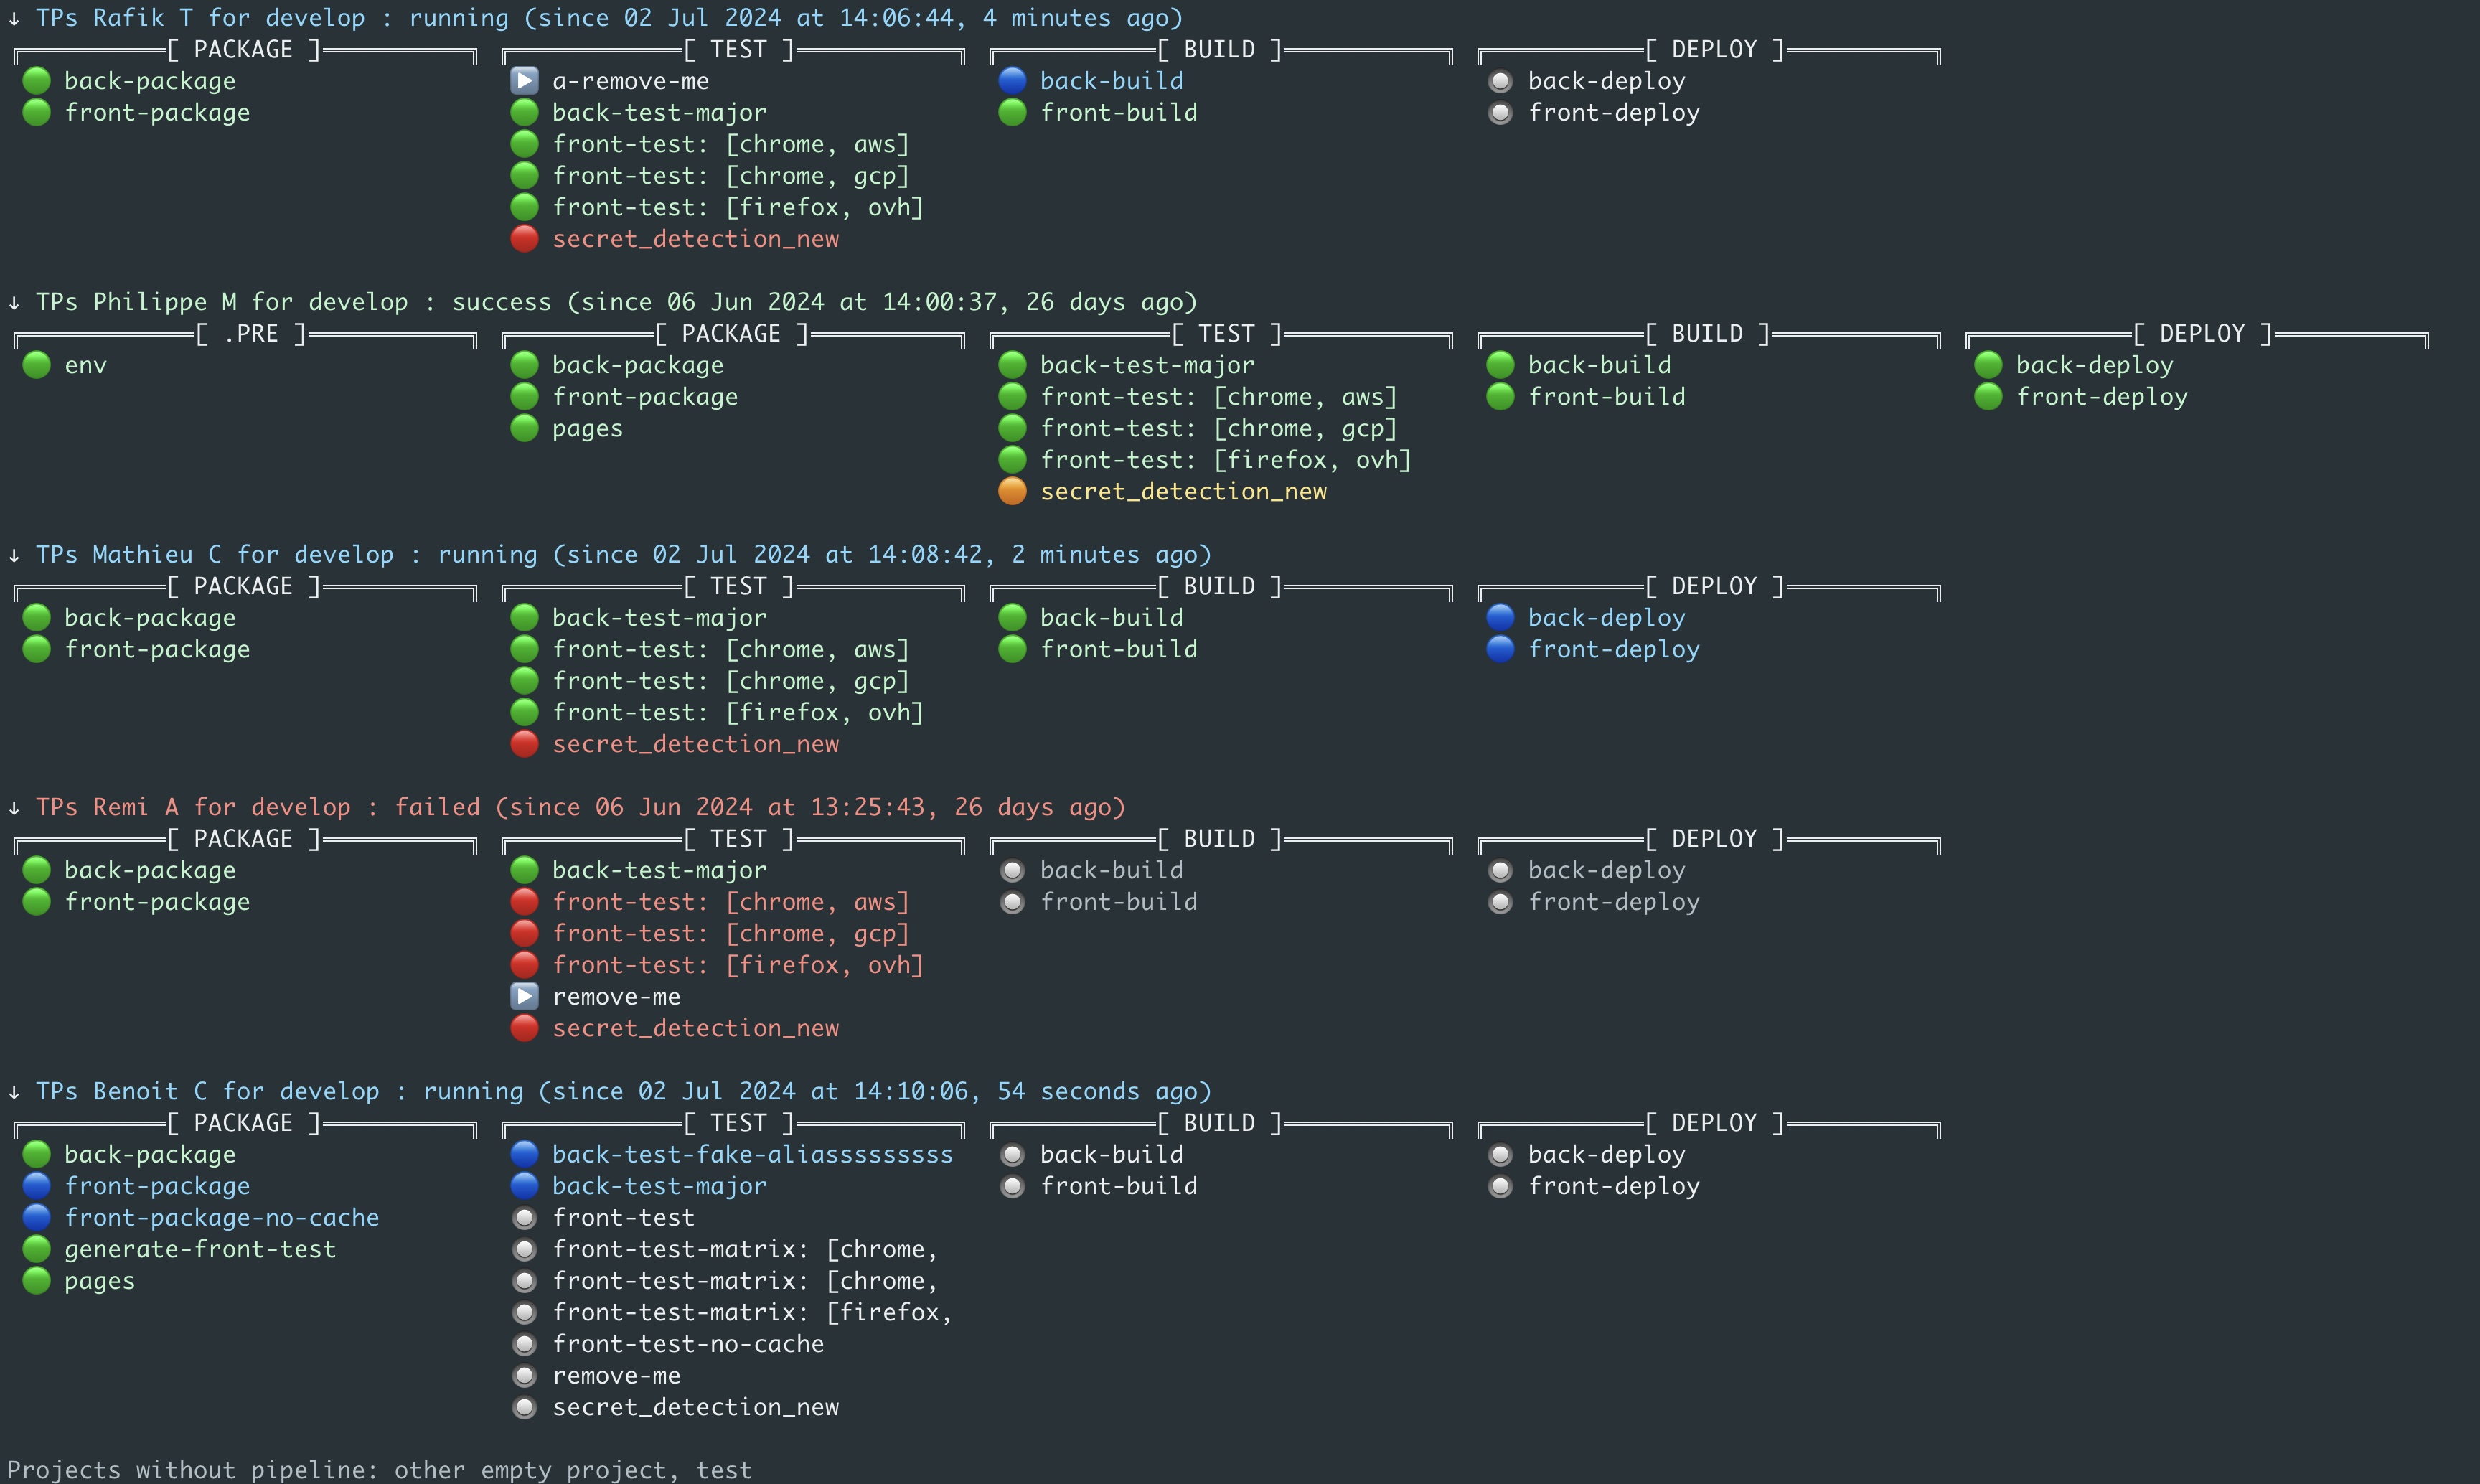 ↓ TPs Rafik T for develop : running (since 02 Jul 2024 at 14:06:44, 4 minutes ago)
[ PACKAGE ] [ TEST ] [ BUILD ] [ DEPLOY ]
back-package a-remove-me back-build back-deploy
front-package back-test-major front-build front-deploy
front-test: [chrome, aws]
front-test: [chrome, gcp]
front-test: [firefox, ovh]
secret_detection_new
↓ TPs Philippe M for develop : success (since 06 Jun 2024 at 14:00:37, 26 days ago)
[ .PRE ] [ PACKAGE ] [ TEST ] [ BUILD ] [ DEPLOY ]
env back-package back-test-major back-build back-deploy
front-package front-test: [chrome, aws] front-build front-deploy
pages front-test: [chrome, gcp]
front-test: [firefox, ovh]
secret_detection_new
↓ TPs Mathieu C for develop : running (since 02 Jul 2024 at 14:08:42, 2 minutes ago)
[ PACKAGE ] [ TEST ] [ BUILD ] [ DEPLOY ]
back-package back-test-major back-build back-deploy
front-package front-test: [chrome, aws] front-build front-deploy
front-test: [chrome, gcp]
front-test: [firefox, ovh]
secret_detection_new
↓ TPs Remi A for develop : failed (since 06 Jun 2024 at 13:25:43, 26 days ago)
[ PACKAGE ] [ TEST ] [ BUILD ] [ DEPLOY ]
back-package back-test-major back-build back-deploy
front-package front-test: [chrome, aws] front-build front-deploy
front-test: [chrome, gcp]
front-test: [firefox, ovh]
remove-me
secret_detection_new
↓ TPs Benoit C for develop : running (since 02 Jul 2024 at 14:10:06, 54 seconds ago)
[ PACKAGE ] [ TEST ] [ BUILD ] [ DEPLOY ]
back-package back-test-fake-aliasssssssss back-build back-deploy
front-package back-test-major front-build front-deploy
front-package-no-cache front-test
generate-front-test front-test-matrix: [chrome,
pages front-test-matrix: [chrome,
front-test-matrix: [firefox,
front-test-no-cache
remove-me
secret_detection_new
Projects without pipeline: other empty project, test